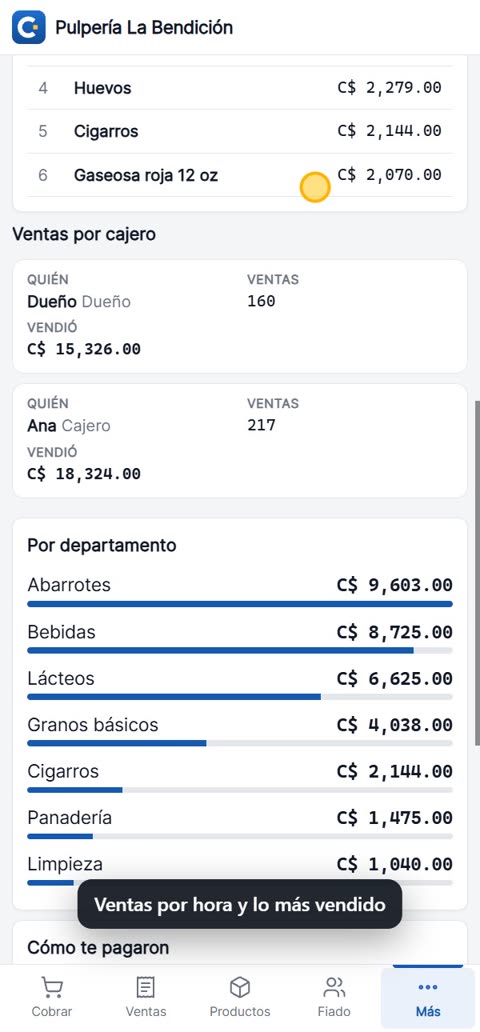 Pulpería La Bendición
4 Huevos C$ 2,279.00
5 Cigarros C$ 2,144.00
6 Gaseosa roja 12 oz C$ 2,070.00
Ventas por cajero
QUIÉN VENTAS
Dueño Dueño 160
VENDIÓ
C$ 15,326.00
QUIÉN VENTAS
Ana Cajero 217
VENDIÓ
C$ 18,324.00
Por departamento
Abarrotes C$ 9,603.00
Bebidas C$ 8,725.00
Lácteos C$ 6,625.00
Granos básicos C$ 4,038.00
Cigarros C$ 2,144.00
Panadería C$ 1,475.00
Limpieza C$ 1,040.00
Ventas por hora y lo más vendido
Cómo te pagaron
Cobrar Ventas Productos Fiado Más